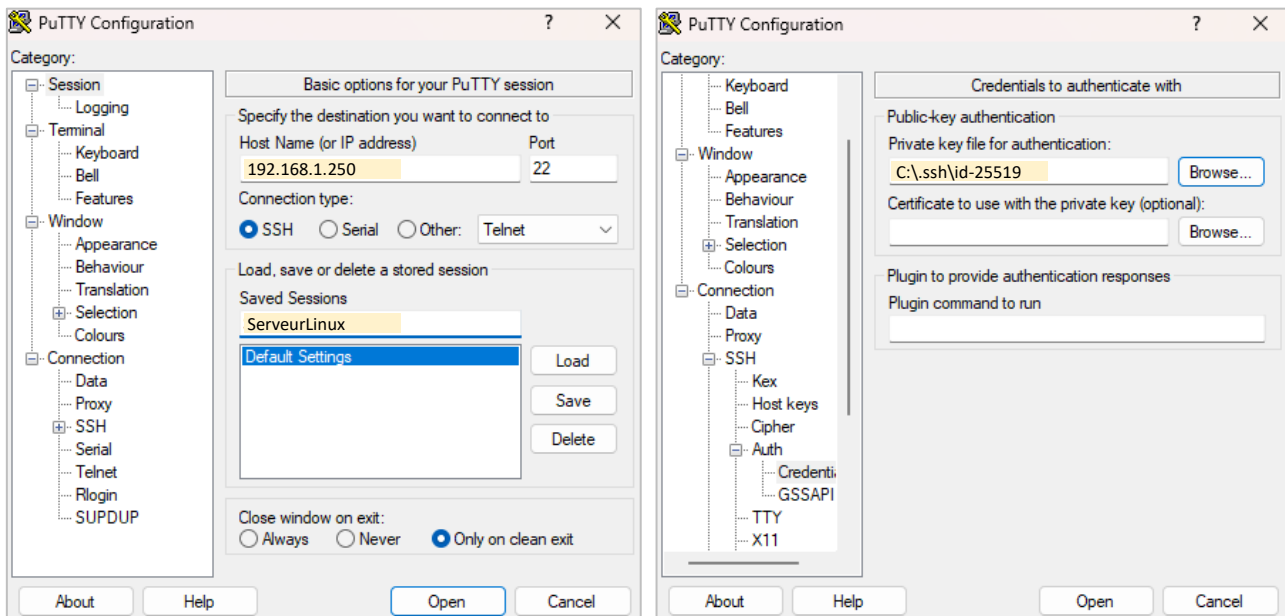 PuTTY Configuration
Category:
Session
Logging
Terminal
Keyboard
Bell
Features
Window
Appearance
Behaviour
Translation
Selection
Colours
Connection
Data
Proxy
SSH
Serial
Telnet
Rlogin
SUPDUP
Basic options for your PuTTY session
Specify the destination you want to connect to
Host Name (or IP address) Port
192.168.1.250 22
Connection type:
SSH Serial Other: Telnet
Load, save or delete a stored session
Saved Sessions
ServeurLinux
Default Settings
Load
Save
Delete
Close window on exit:
Always Never Only on clean exit
About Help Open Cancel
PuTTY Configuration
Category:
Keyboard
Bell
Features
Window
Appearance
Behaviour
Translation
Selection
Colours
Connection
Data
Proxy
SSH
Kex
Host keys
Cipher
Auth
Credenti
GSSAPI
TTY
X11
Credentials to authenticate with
Public-key authentication
Private key file for authentication:
C:\.ssh\id-25519 Browse...
Certificate to use with the private key (optional):
Browse...
Plugin to provide authentication responses
Plugin command to run
About Help Open Cancel